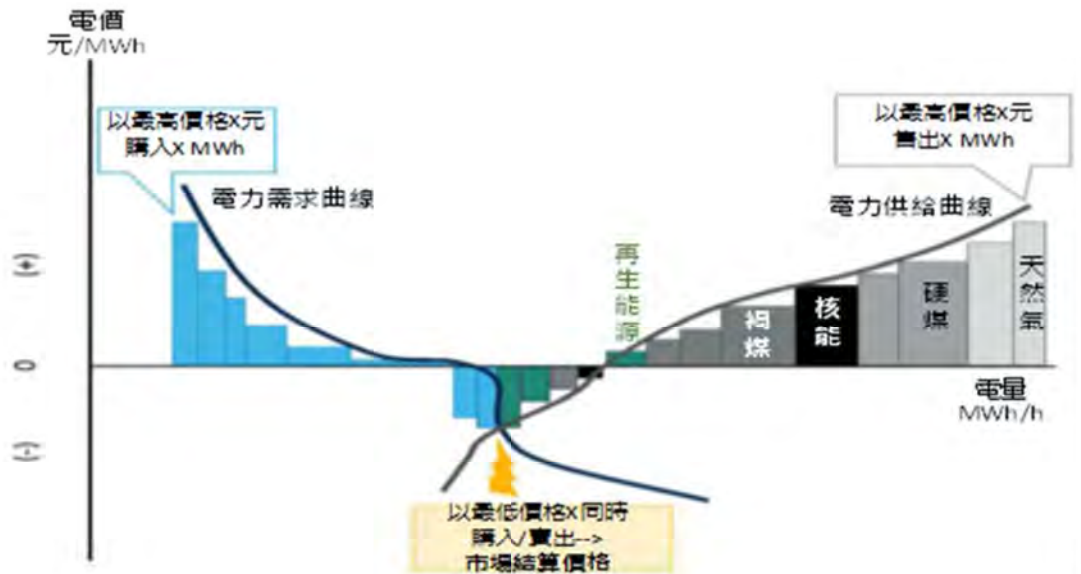 電價
元/MWh
以最高價格X元
購入X MWh
以最高價格X元
售出X MWh
電力需求曲線
電力供給曲線
(+)
0
(-)
再生能源
褐煤
核能
硬煤
天然氣
電量
MWh/h
以最低價格X同時
購入/賣出-->
市場結算價格